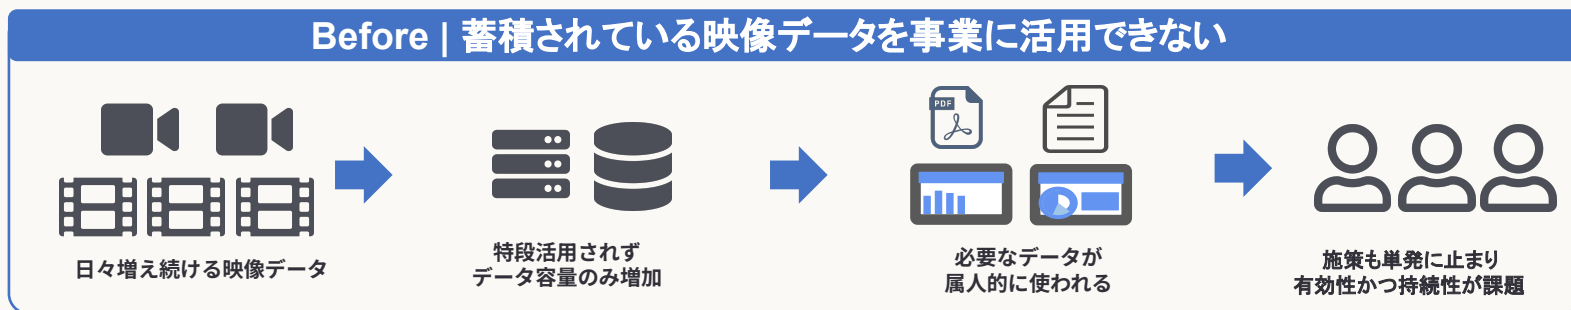 Before | 蓄積されている映像データを事業に活用できない
PDF
日々増え続ける映像データ
特段活用されず
データ容量のみ増加
必要なデータが
属人的に使われる
施策も単発に止まり
有効性かつ持続性が課題